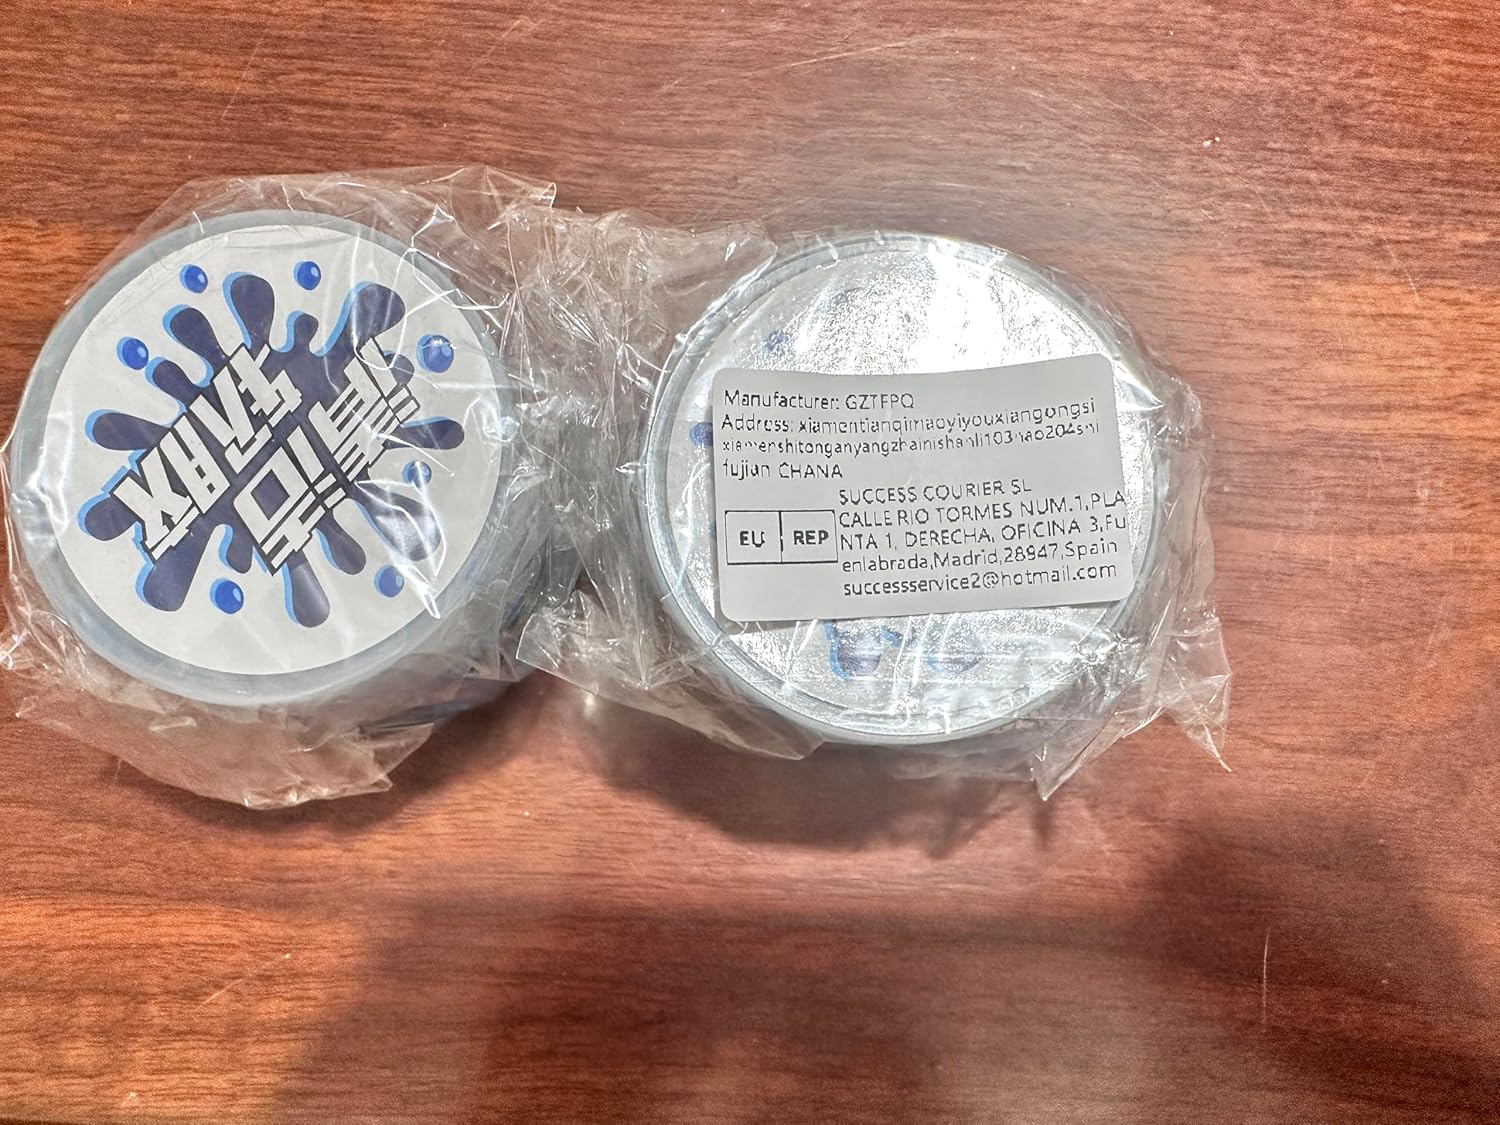 Manufacturer: GZTFPQ
Address: xiamentianqimaoyiyouxiangongsi
fujian CHANA
SUCCESS COURIER SL
CALLE RIO TORMES NUM.1,PLA
NTA 1, DERECHA, OFICINA 3,Fu
enlabrada,Madrid,28947,Spain
successservice2@hotmail.com
EU REP